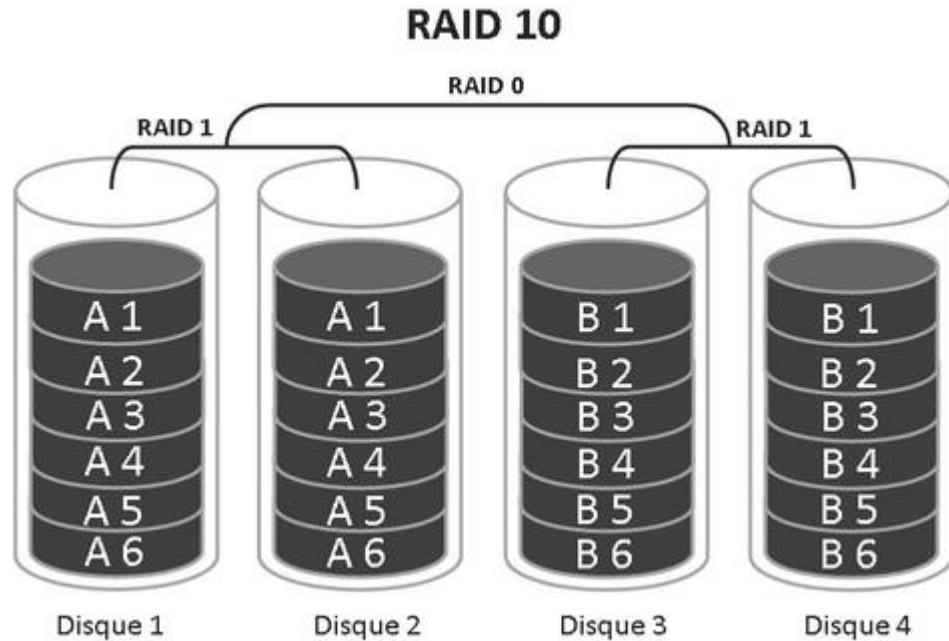 RAID 10
RAID 0
RAID 1 RAID 1
A 1 A 1 B 1 B 1
A 2 A 2 B 2 B 2
A 3 A 3 B 3 B 3
A 4 A 4 B 4 B 4
A 5 A 5 B 5 B 5
A 6 A 6 B 6 B 6
Disque 1 Disque 2 Disque 3 Disque 4